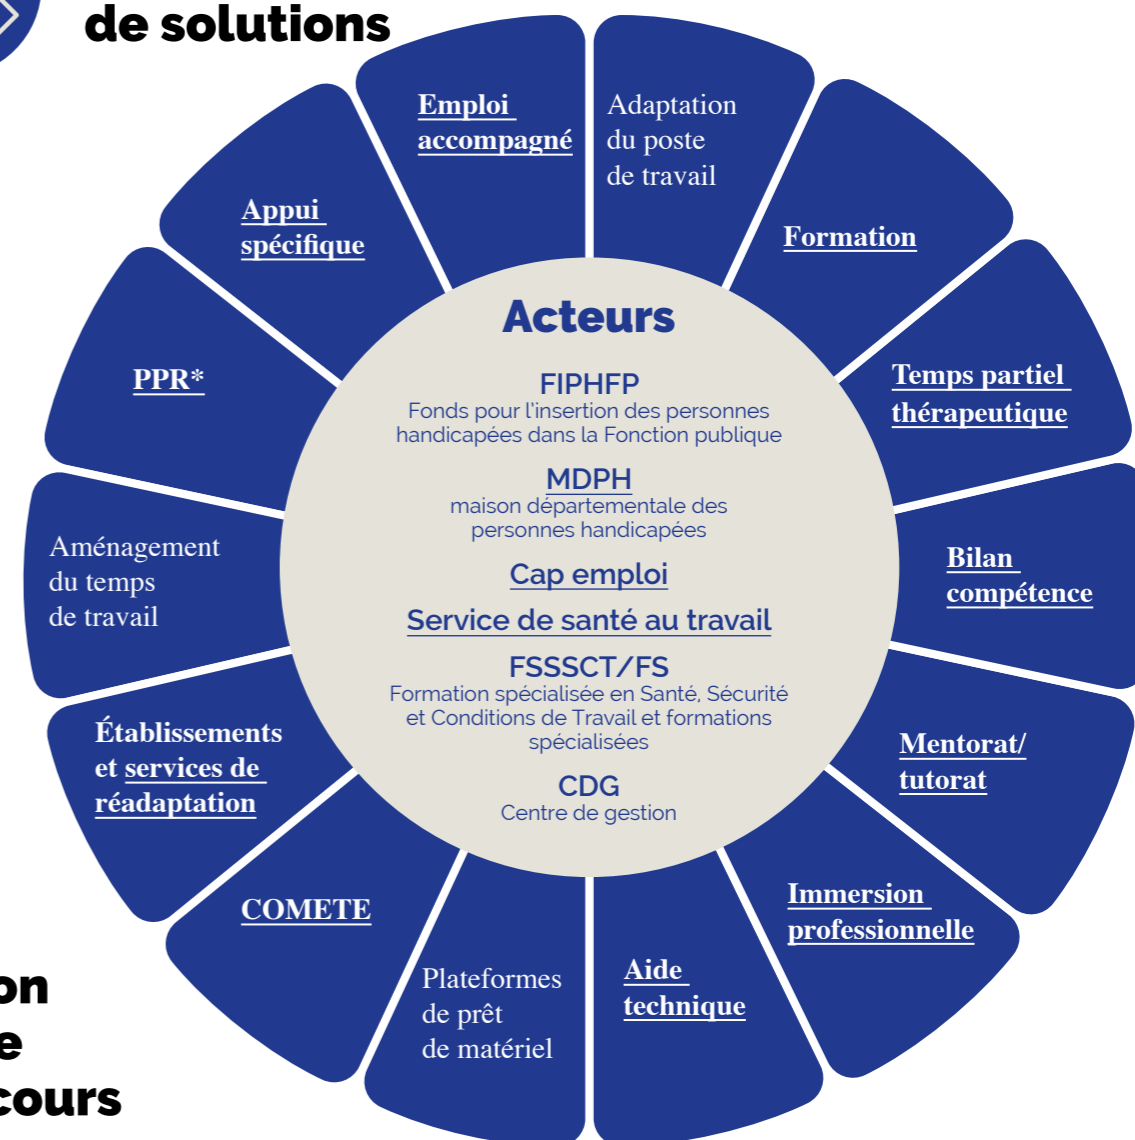 de solutions
Emploi
accompagné
Adaptation
du poste
de travail
Formation
Temps partiel
thérapeutique
Bilan
compétence
Mentorat/
tutorat
Immersion
professionnelle
Aide
technique
Plateformes
de prêt
de matériel
COMETE
Établissements
et services de
réadaptation
Aménagement
du temps
de travail
PPR*
Appui
spécifique
Acteurs
FIPHFP
Fonds pour l'insertion des personnes
handicapées dans la Fonction publique
MDPH
maison départementale des
personnes handicapées
Cap emploi
Service de santé au travail
FSSSCT/FS
Formation spécialisée en Santé, Sécurité
et Conditions de Travail et formations
spécialisées
CDG
Centre de gestion
on
e
cours